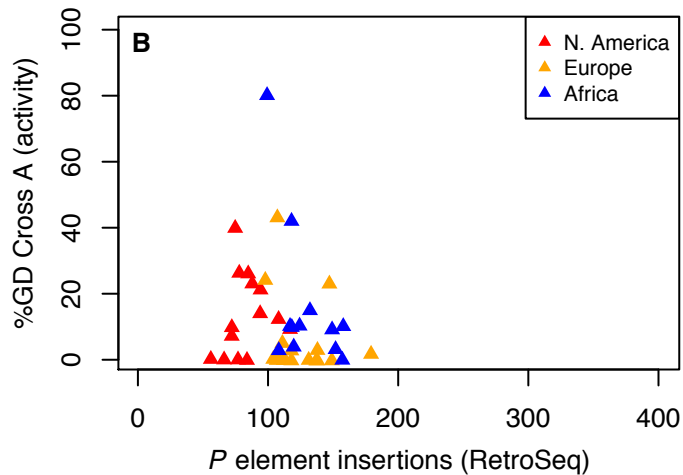 B
N. America
Europe
Africa
%GD Cross A (activity)
100
80
60
40
20
0
0 100 200 300 400
P element insertions (RetroSeq)